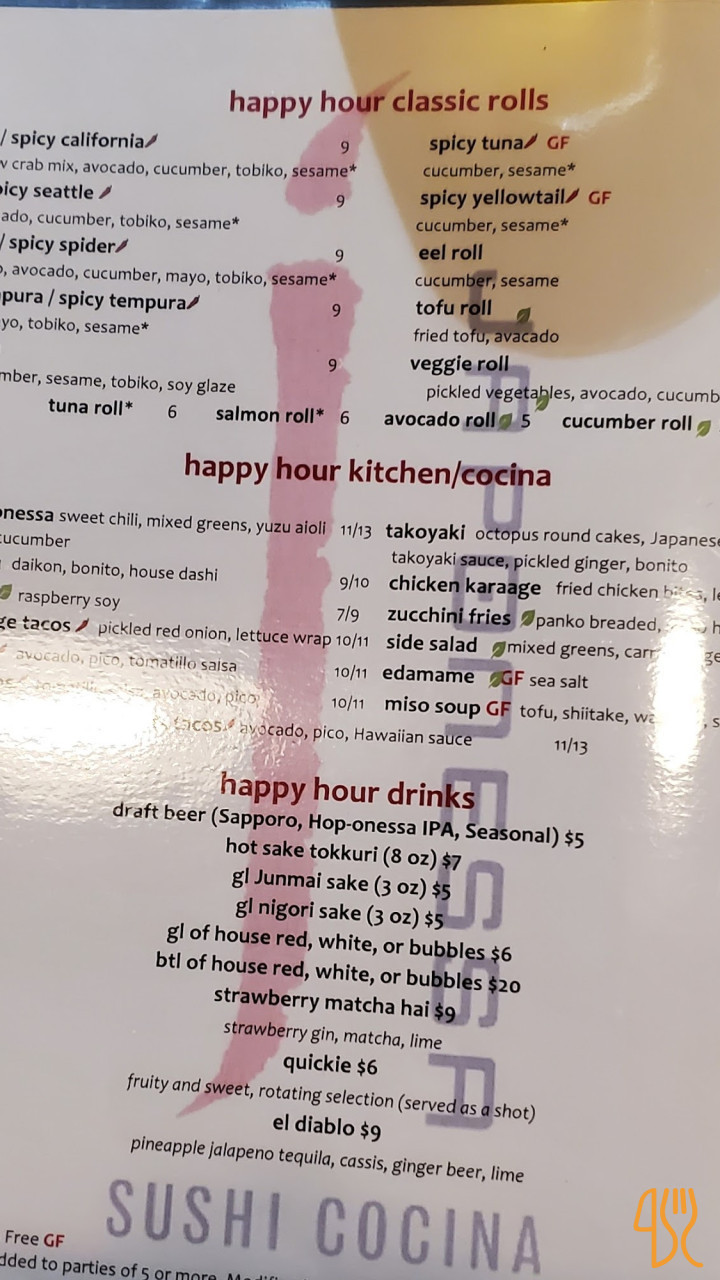 happy hour classic rolls
/ spicy california 9 spicy tuna GF
crab mix, avocado, cucumber, tobiko, sesame* cucumber, sesame*
seattle 9 spicy yellowtail GF
cucumber, tobiko, sesame* cucumber, sesame*
/ spicy spider 9 eel roll
avocado, cucumber, mayo, tobiko, sesame* cucumber, sesame
/ spicy tempura 9 tofu roll
tobiko, sesame* fried tofu, avacado
9 veggie roll
sesame, tobiko, soy glaze pickled vegetables, avocado,
tuna roll* 6 salmon roll* 6 avocado roll 5 cucumber roll
happy hour kitchen/cocina
sweet chili, mixed greens, yuzu aioli 11/13 takoyaki octopus round cakes, Japanese
cucumber takoyaki sauce, pickled ginger, bonito
daikon, bonito, house dashi 9/10 chicken karaage fried chicken
raspberry soy 7/9 zucchini fries panko breaded,
tacos pickled red onion, lettuce wrap 10/11 side salad mixed greens,
avocado, pico, tomatillo salsa 10/11 edamame GF sea salt
avocado, pico 10/11 miso soup GF tofu, shiitake,
tacos avocado, pico, Hawaiian sauce 11/13
happy hour drinks
draft beer (Sapporo, Hop-onessa IPA, Seasonal) $5
hot sake tokkuri (8 oz) $7
gl Junmai sake (3 oz) $5
gl nigori sake (3 oz) $5
gl of house red, white, or bubbles $6
btl of house red, white, or bubbles $20
strawberry matcha hai $9
strawberry gin, matcha, lime
quickie $6
fruity and sweet, rotating selection (served as a shot)
el diablo $9
pineapple jalapeno tequila, cassis, ginger beer, lime
JAPONESSA
SUSHI COCINA
Free GF
to parties of 5 or more.